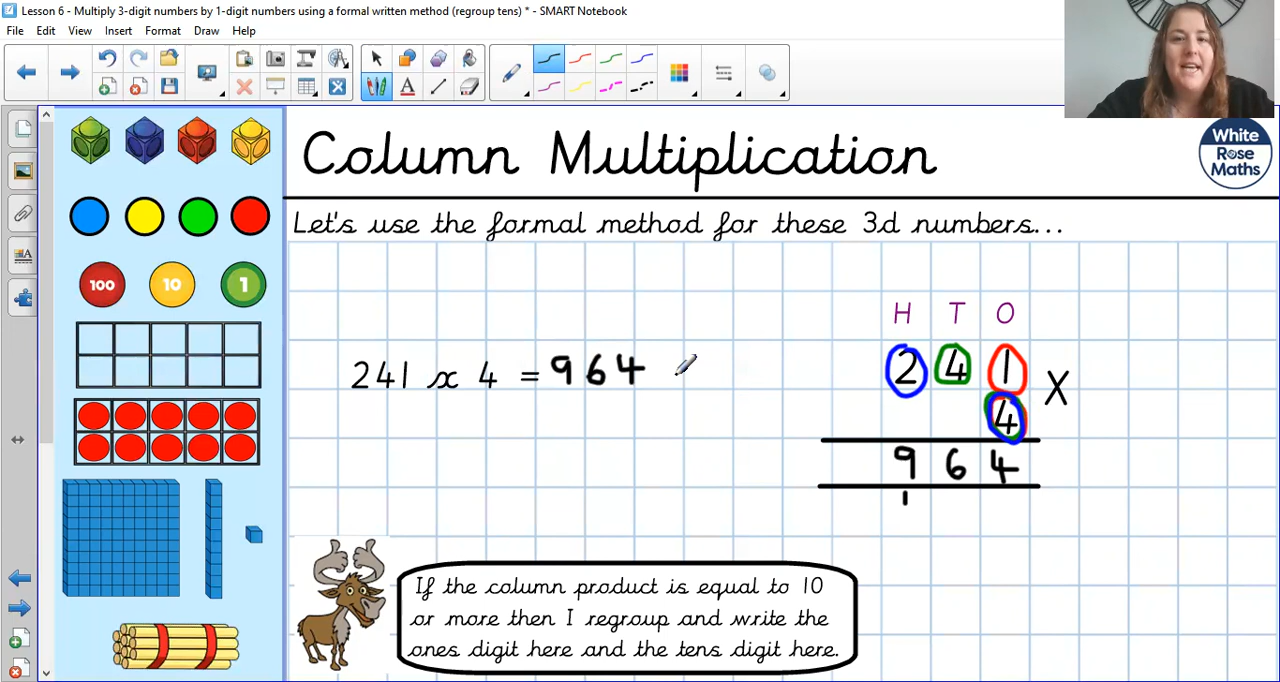 Lesson 6 - Multiply 3-digit numbers by 1-digit numbers using a formal written method (regroup tens) * - SMART Notebook
File Edit View Insert Format Draw Help
Column Multiplication
White
Rose
Maths
Let's use the formal method for these 3d numbers...
100 10 1
H T O
241 x 4 = 964
2 4 1
4 X
9 6 4
1
If the column product is equal to 10
or more then I regroup and write the
ones digit here and the tens digit here.